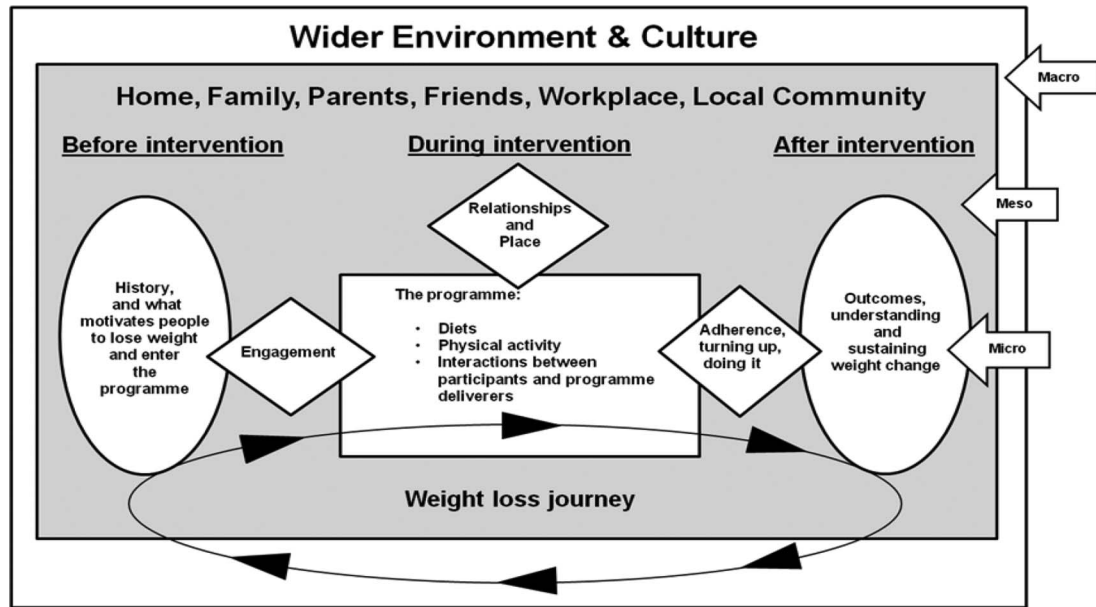 Wider Environment & Culture
Macro
Home, Family, Parents, Friends, Workplace, Local Community
Before intervention
During intervention
After intervention
Meso
Relationships
and
Place
History,
and what
motivates people
to lose weight
and enter
the
programme
Engagement
The programme:
• Diets
• Physical activity
• Interactions between
participants and programme
deliverers
Adherence,
turning up,
doing it
Outcomes,
understanding
and
sustaining
weight change
Micro
Weight loss journey